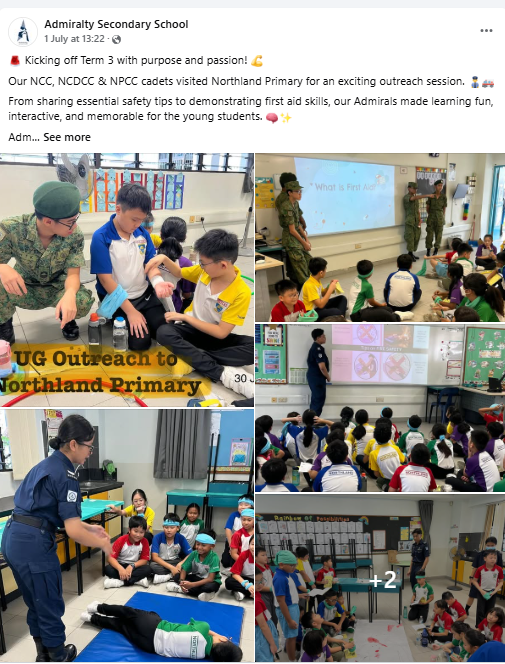 Admiralty Secondary School
1 July at 13:22
Kicking off Term 3 with purpose and passion!
Our NCC, NCDCC & NPCC cadets visited Northland Primary for an exciting outreach session.
From sharing essential safety tips to demonstrating first aid skills, our Admirals made learning fun,
interactive, and memorable for the young students.
Adm... See more
UG Outreach to
Northland Primary
30 J
"What is First Aid
Rainbow of Possibilities
+2